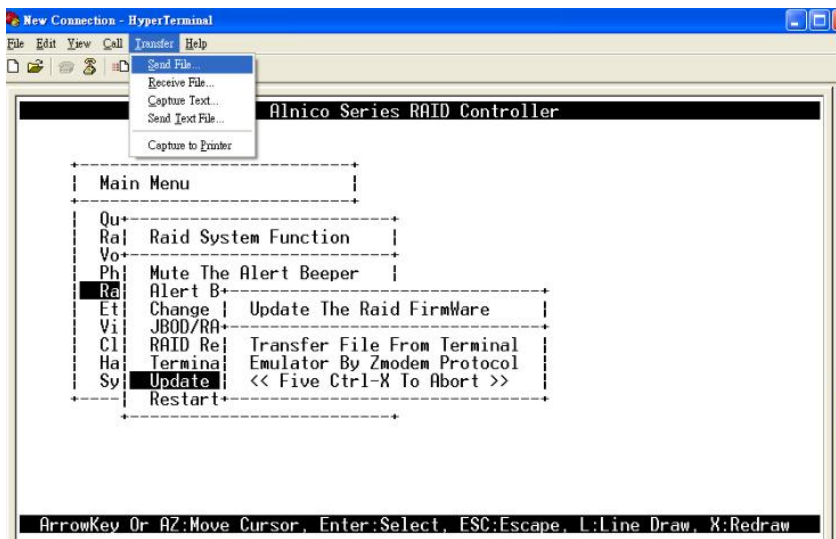 New Connection - HyperTerminal
File Edit View Call Transfer Help
Send File...
Receive File...
Capture Text...
Send Text File...
Capture to Printer
Alnico Series RAID Controller
Main Menu
Qu
Ra Raid System Function
Vo
Ph Mute The Alert Beeper
Ra Alert B
Et Change Update The Raid FirmWare
Vi JBOD/RA
Cl RAID Re Transfer File From Terminal
Ha Termina Emulator By Zmodem Protocol
Sy Update << Five Ctrl-X To Abort >>
Restart
ArrowKey Or AZ:Move Cursor, Enter:Select, ESC:Escape, L:Line Draw, X:Redraw